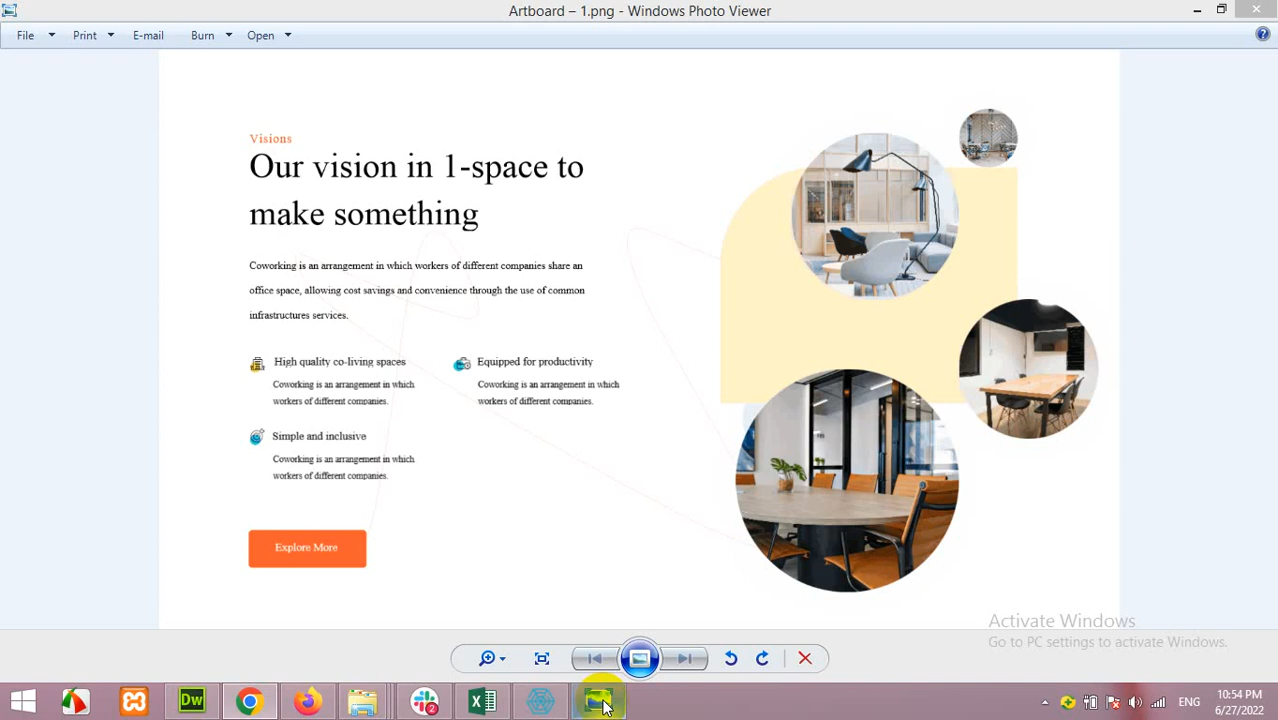 Artboard – 1.png - Windows Photo Viewer
File Print E-mail Burn Open
Visions
Our vision in 1-space to
make something
Coworking is an arrangement in which workers of different companies share an
office space, allowing cost savings and convenience through the use of common
infrastructures services.
High quality co-living spaces
Coworking is an arrangement in which
workers of different companies.
Equipped for productivity
Coworking is an arrangement in which
workers of different companies.
Simple and inclusive
Coworking is an arrangement in which
workers of different companies.
Explore More
Activate Windows
Go to PC settings to activate Windows.
Dw
2
ENG
10:54 PM
6/27/2022